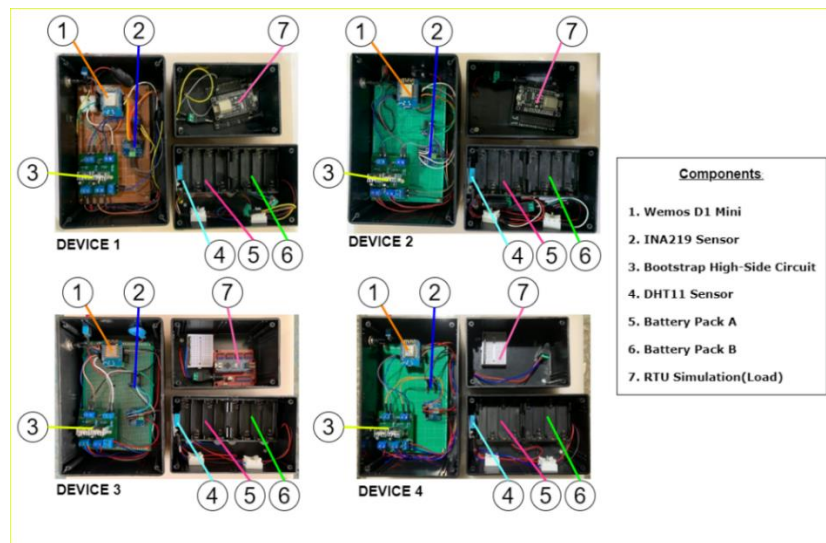 1 2 7
3
4 5 6
DEVICE 1
1 2 7
3
4 5 6
DEVICE 2
1 2 7
3
4 5 6
DEVICE 3
1 2 7
3
4 5 6
DEVICE 4
Components
1. Wemos D1 Mini
2. INA219 Sensor
3. Bootstrap High-Side Circuit
4. DHT11 Sensor
5. Battery Pack A
6. Battery Pack B
7. RTU Simulation(Load)